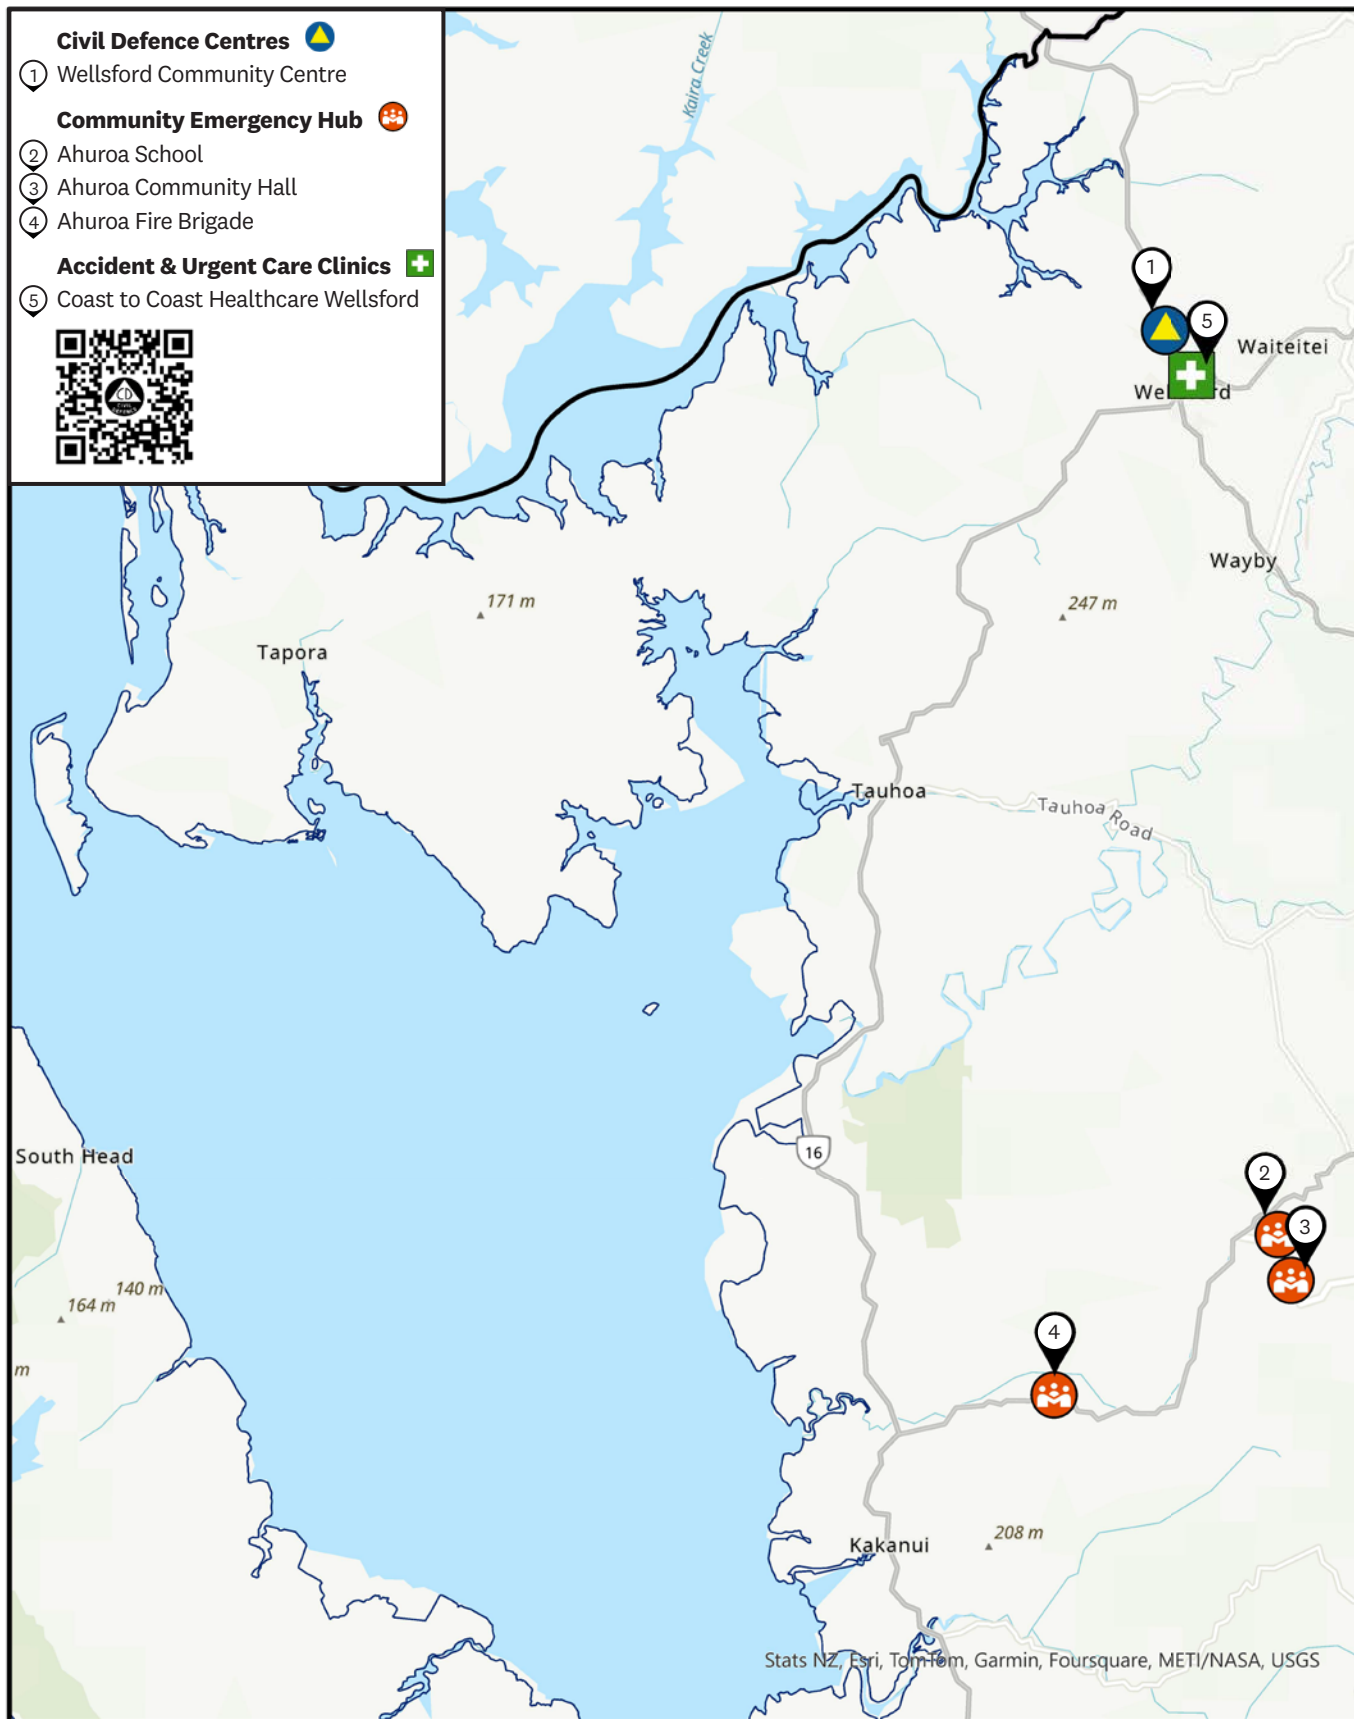 Civil Defence Centres
1 Wellsford Community Centre
Community Emergency Hub
2 Ahuroa School
3 Ahuroa Community Hall
4 Ahuroa Fire Brigade
Accident & Urgent Care Clinics
5 Coast to Coast Healthcare Wellsford
CD
CIVIL
DEFENCE
Kaira Creek
1
5
Waiteitei
Wayby
171 m
247 m
Tapora
Tauhoa
Tauhoa Road
South Head
16
2
3
140 m
164 m
4
m
208 m
Kakanui
Stats NZ, Esri, TomTom, Garmin, Foursquare, METI/NASA, USGS